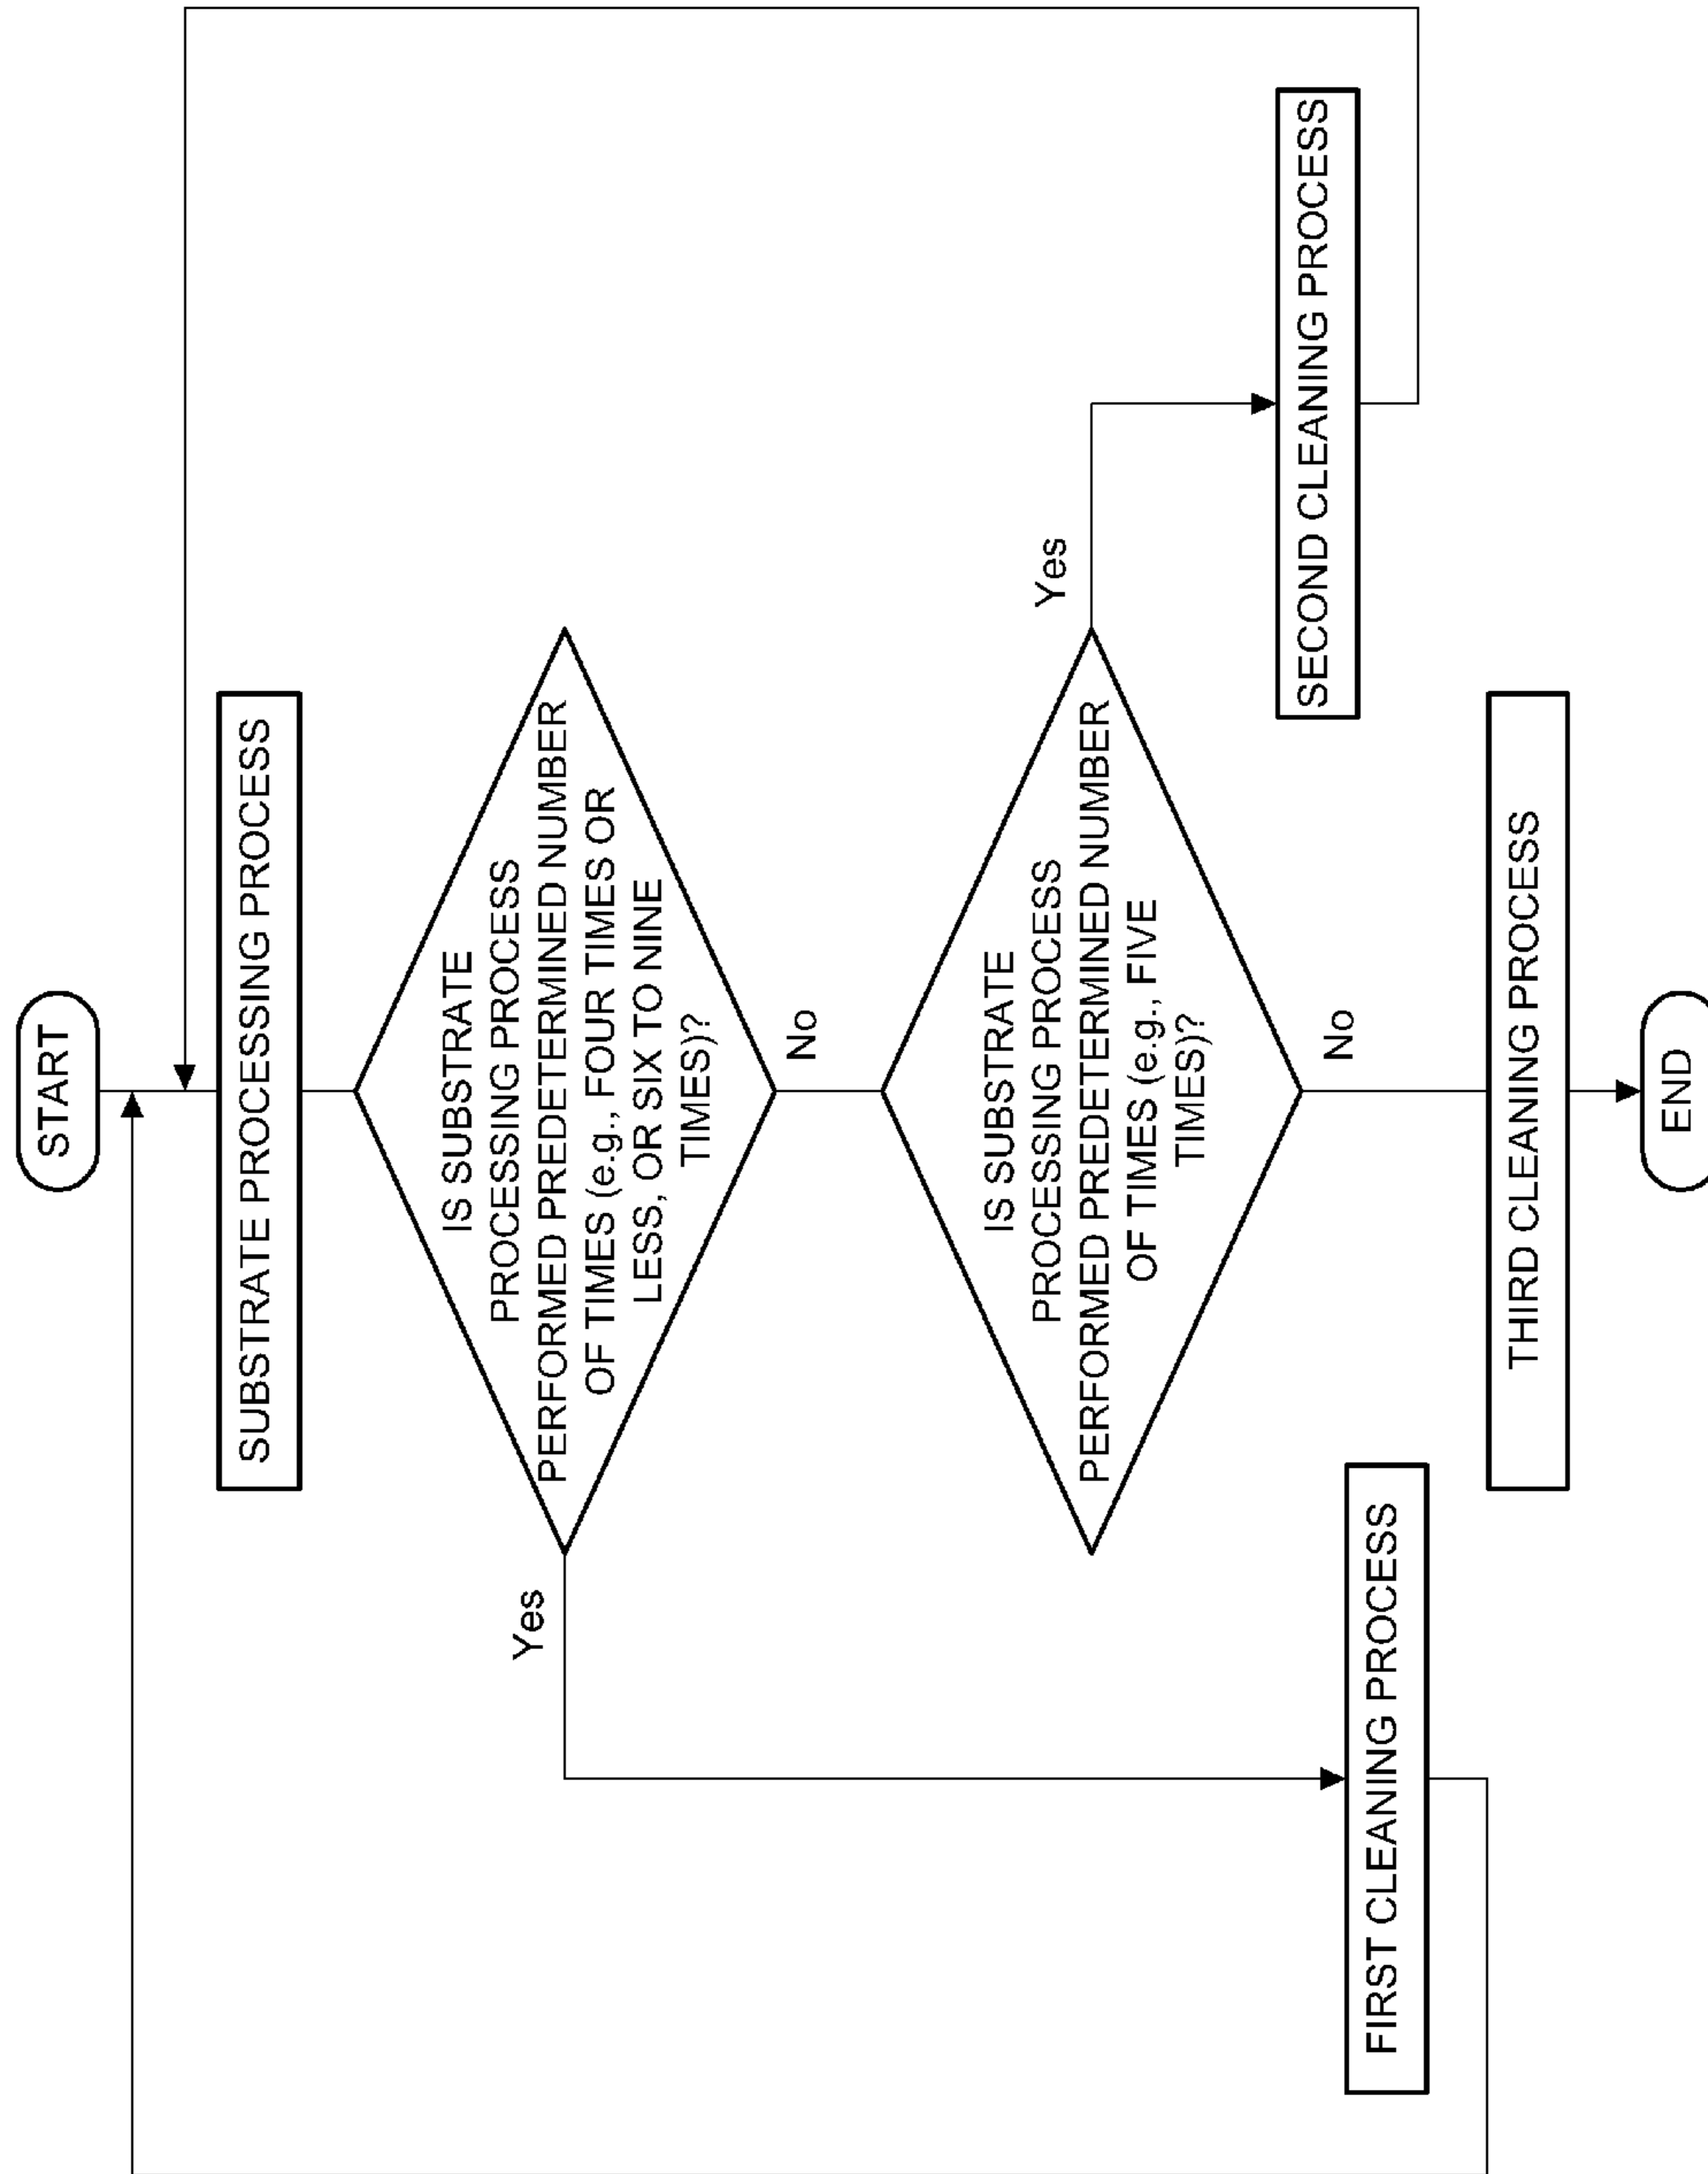 START
SUBSTRATE PROCESSING PROCESS
IS SUBSTRATE
PROCESSING PROCESS
PERFORMED PREDETERMINED NUMBER
OF TIMES (e.g., FOUR TIMES OR
LESS, OR SIX TO NINE
TIMES)?
Yes
No
IS SUBSTRATE
PROCESSING PROCESS
PERFORMED PREDETERMINED NUMBER
OF TIMES (e.g., FIVE
TIMES)?
Yes
No
FIRST CLEANING PROCESS
SECOND CLEANING PROCESS
THIRD CLEANING PROCESS
END